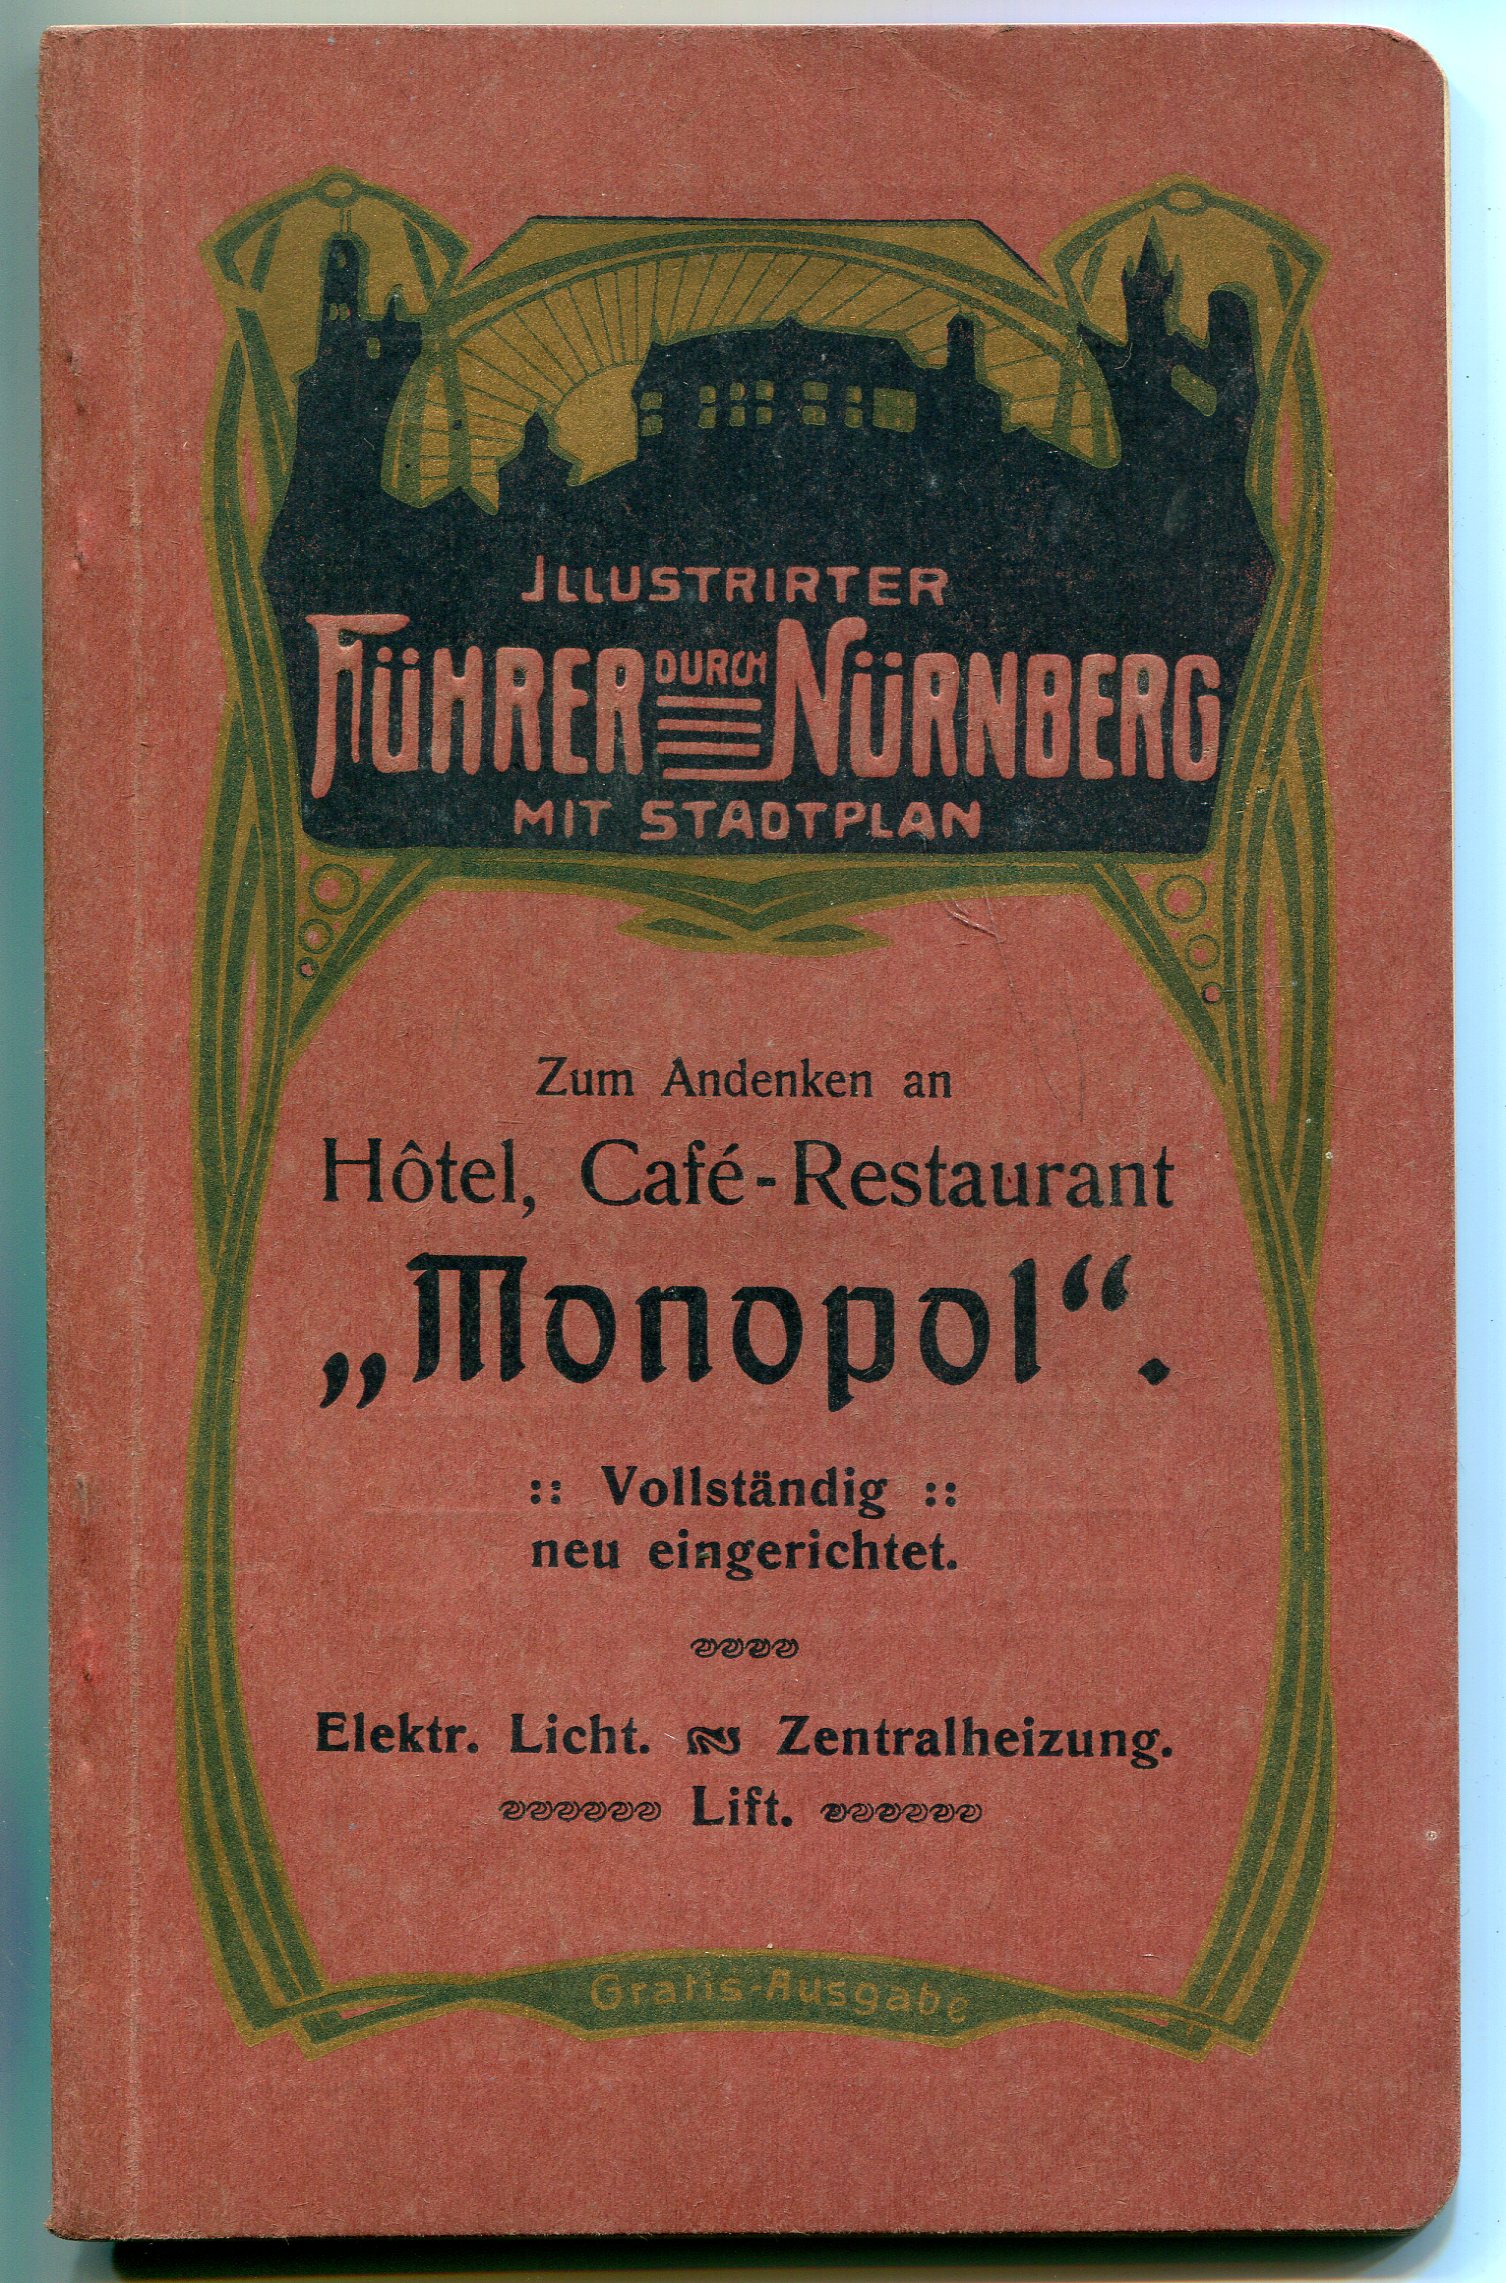 JLLUSTRIRTER
FÜHRER DURCH NÜRNBERG
MIT STADTPLAN
Zum Andenken an
Hôtel, Café-Restaurant
„Monopol“.
:: Vollständig ::
neu eingerichtet.
Elektr. Licht. Zentralheizung.
Lift.
Gratis-Ausgabe